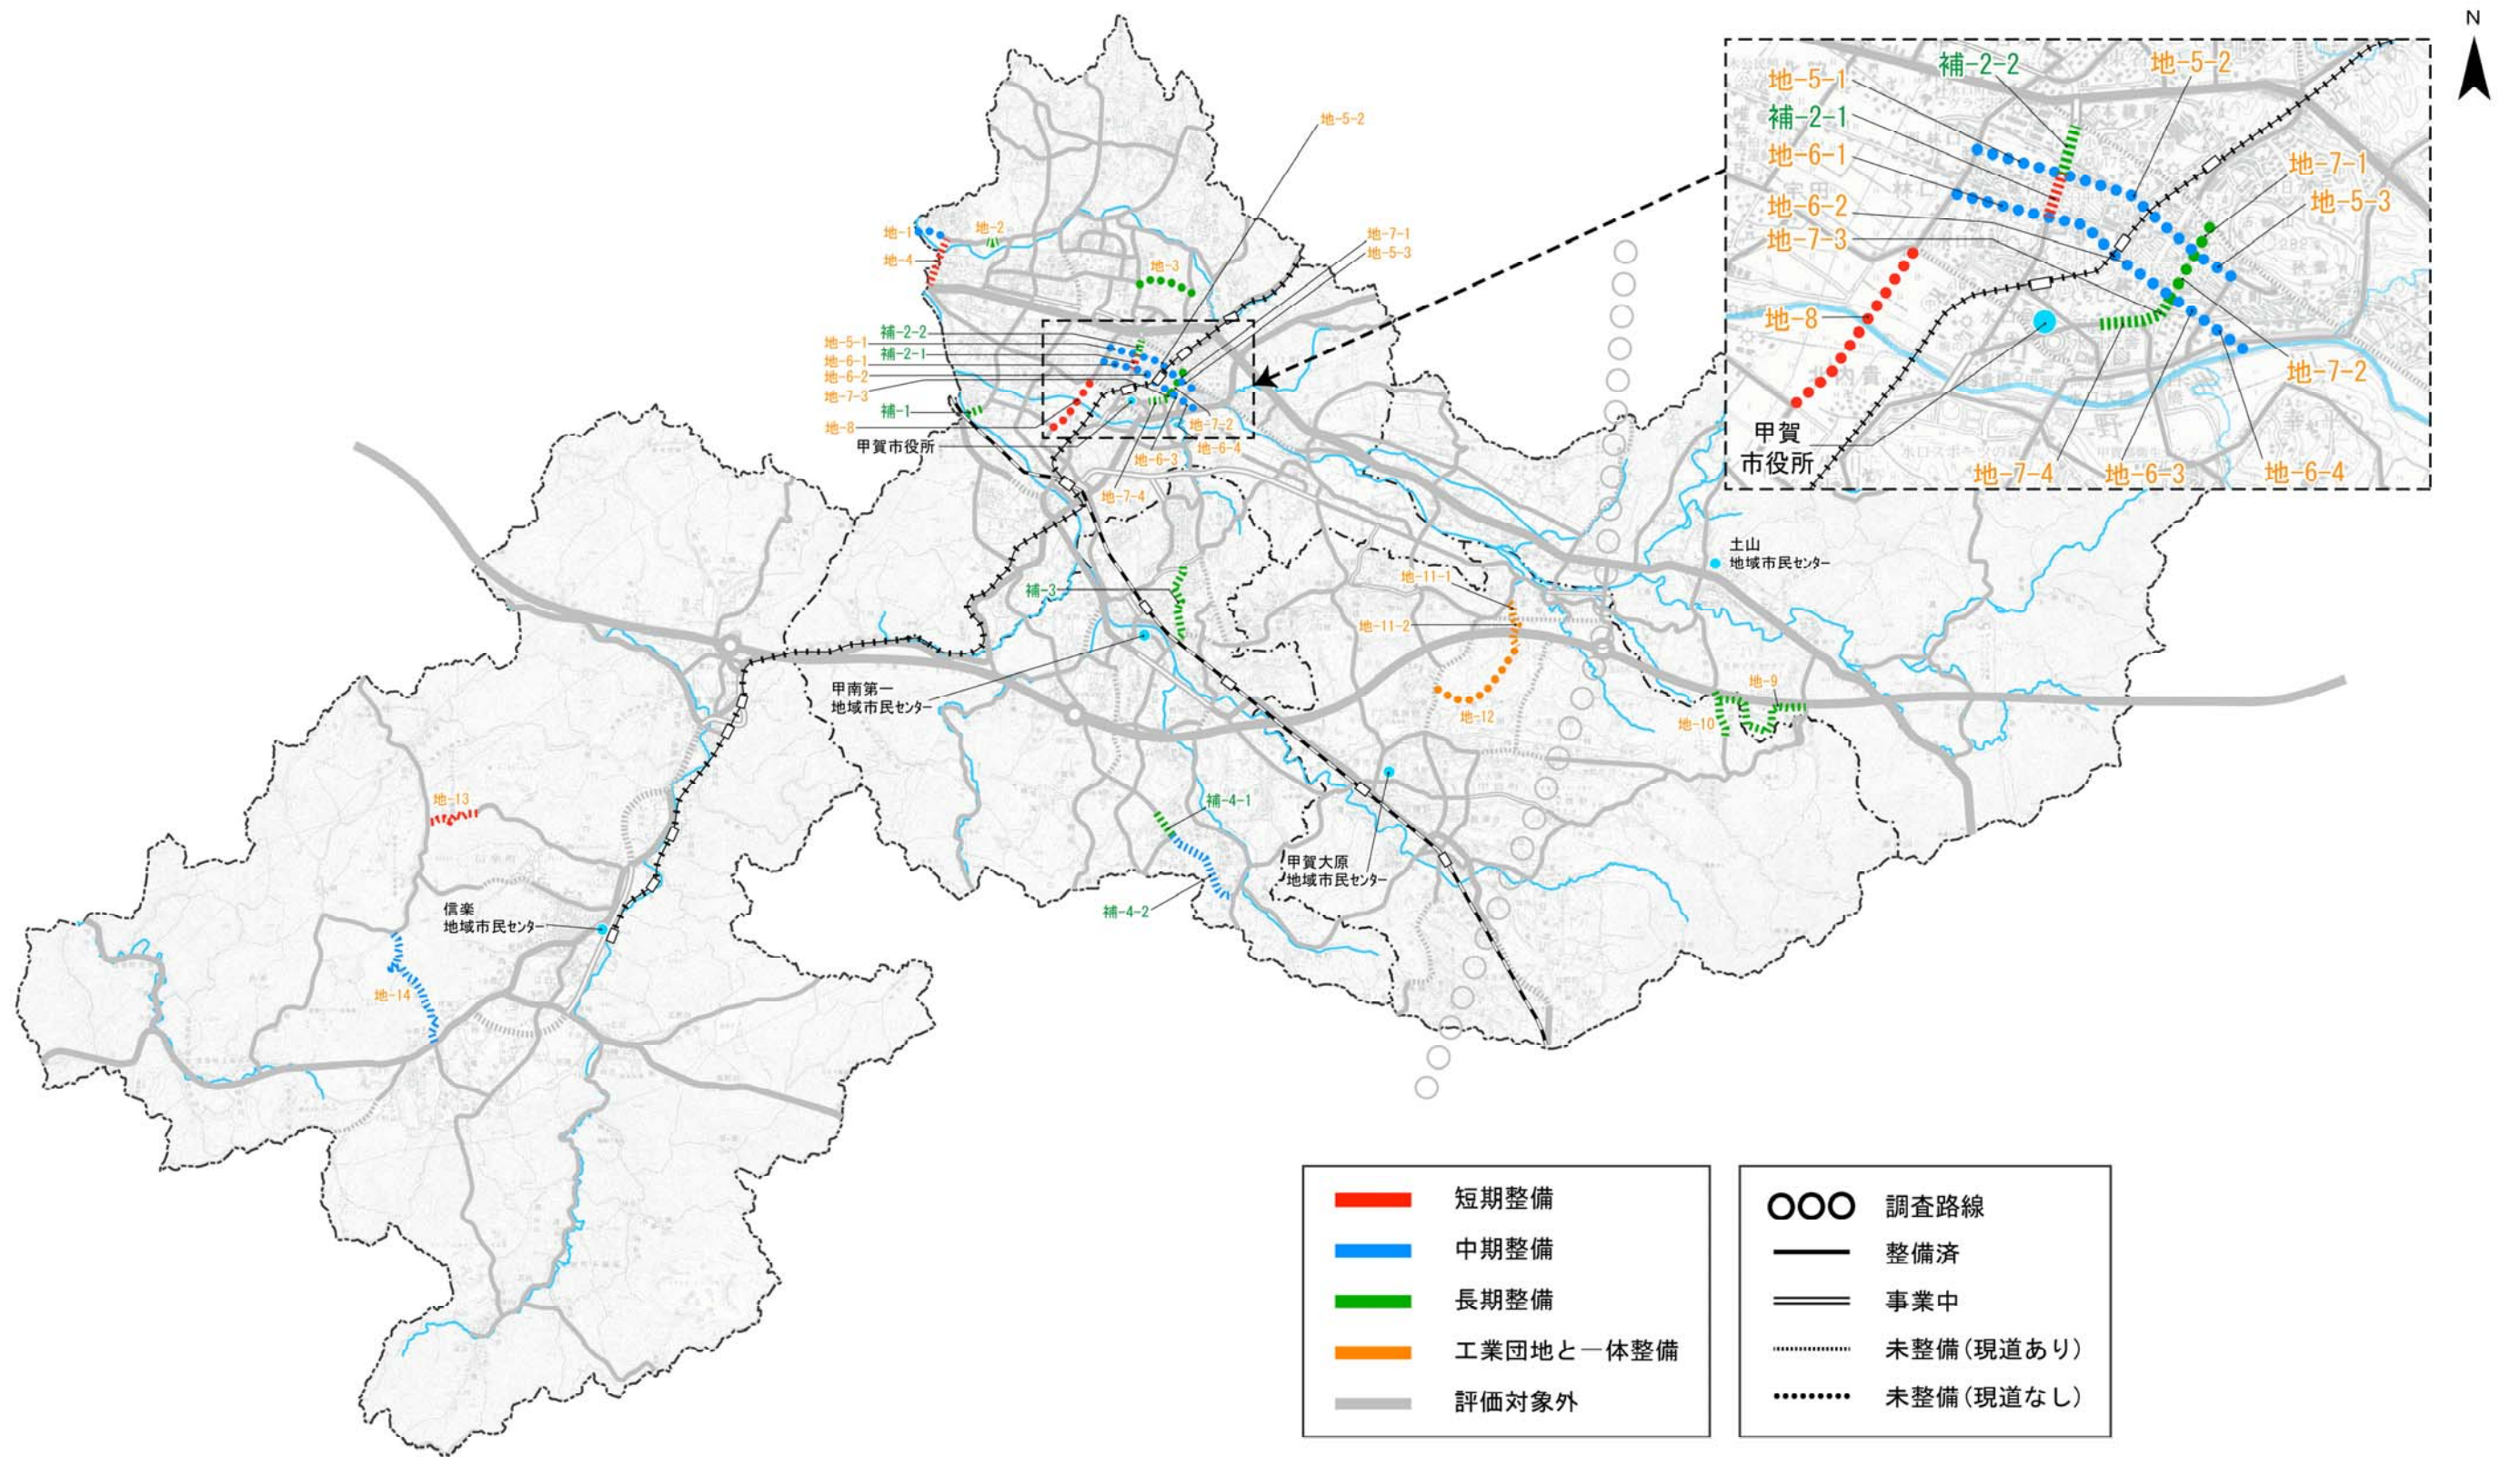 N
補-2-2
地-5-2
地-5-1
補-2-1
地-6-1
地-7-1
地-6-2
地-5-3
地-7-3
地-8
地-7-2
甲賀
市役所
地-7-4
地-6-3
地-6-4
地-5-2
地-1
地-2
地-7-1
地-5-3
地-4
地-3
補-2-2
地-5-1
補-2-1
地-6-1
地-6-2
地-7-3
補-1
地-8
地-7-2
甲賀市役所
地-6-4
地-6-3
地-7-4
土山
地域市民センター
地-11-1
補-3
地-11-2
甲南第一
地域市民センター
地-9
地-12
地-10
地-13
補-4-1
甲賀大原
地域市民センター
信楽
地域市民センター
補-4-2
地-14
短期整備
中期整備
長期整備
工業団地と一体整備
評価対象外
調査路線
整備済
事業中
未整備(現道あり)
未整備(現道なし)